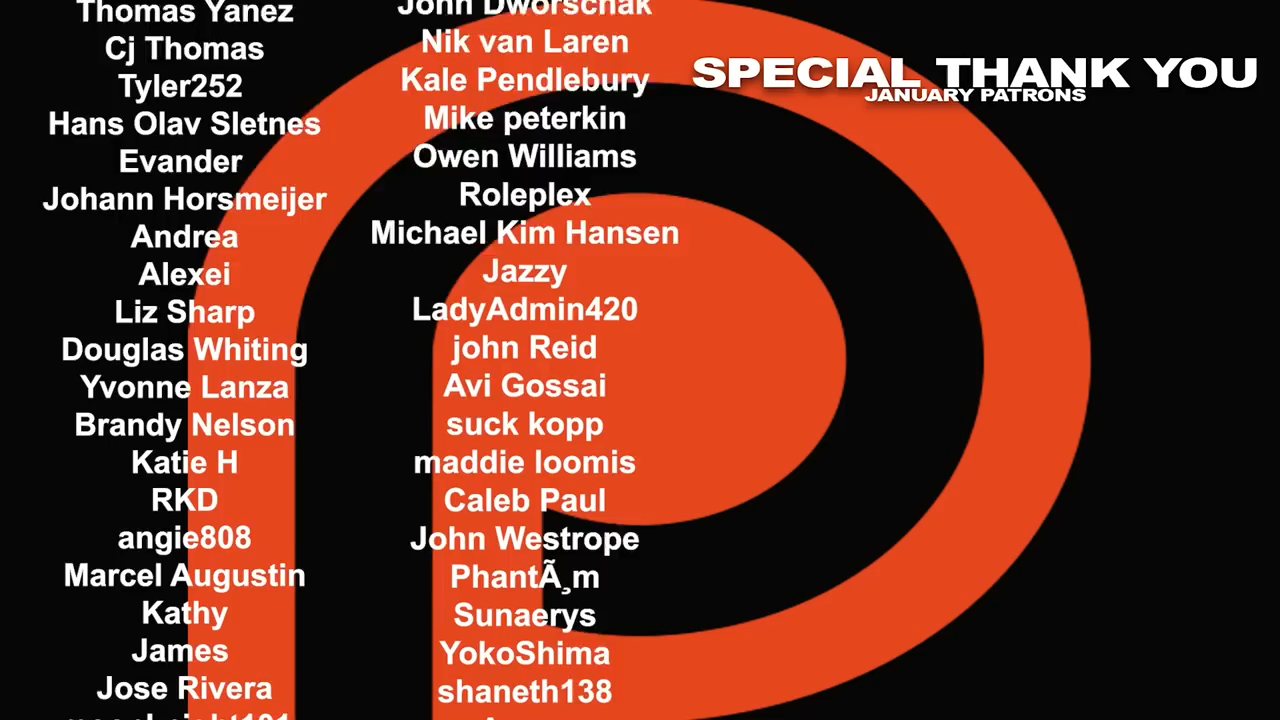 Thomas Yanez
Cj Thomas
Tyler252
Hans Olav Sletnes
Evander
Johann Horsmeijer
Andrea
Alexei
Liz Sharp
Douglas Whiting
Yvonne Lanza
Brandy Nelson
Katie H
RKD
angie808
Marcel Augustin
Kathy
James
Jose Rivera
John Dworschak
Nik van Laren
Kale Pendlebury
Mike peterkin
Owen Williams
Roleplex
Michael Kim Hansen
Jazzy
LadyAdmin420
john Reid
Avi Gossai
suck kopp
maddie loomis
Caleb Paul
John Westrope
PhantÃ¸m
Sunaerys
YokoShima
shaneth138
SPECIAL THANK YOU
JANUARY PATRONS